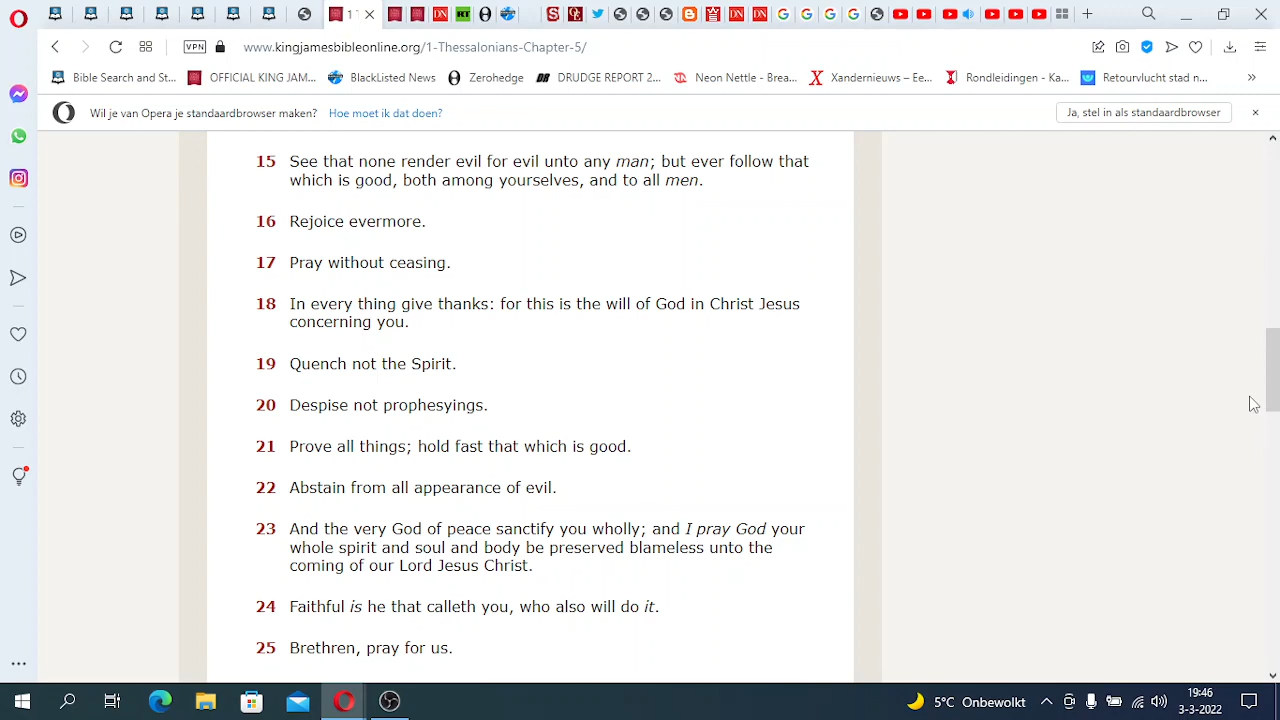 1
VPN
www.kingjamesbibleonline.org/1-Thessalonians-Chapter-5/
Bible Search and St...
OFFICIAL KING JAM...
BlackListed News
Zerohedge
DRUDGE REPORT 2...
Neon Nettle - Brea...
Xandernieuws – Ee...
Rondleidingen - Ka...
Retourvlucht stad n...
»
Wil je van Opera je standaardbrowser maken? Hoe moet ik dat doen?
Ja, stel in als standaardbrowser
15 See that none render evil for evil unto any man; but ever follow that
which is good, both among yourselves, and to all men.
16 Rejoice evermore.
17 Pray without ceasing.
18 In every thing give thanks: for this is the will of God in Christ Jesus
concerning you.
19 Quench not the Spirit.
20 Despise not prophesyings.
21 Prove all things; hold fast that which is good.
22 Abstain from all appearance of evil.
23 And the very God of peace sanctify you wholly; and I pray God your
whole spirit and soul and body be preserved blameless unto the
coming of our Lord Jesus Christ.
24 Faithful is he that calleth you, who also will do it.
25 Brethren, pray for us.
5°C Onbewolkt
19:46
3-3-2022